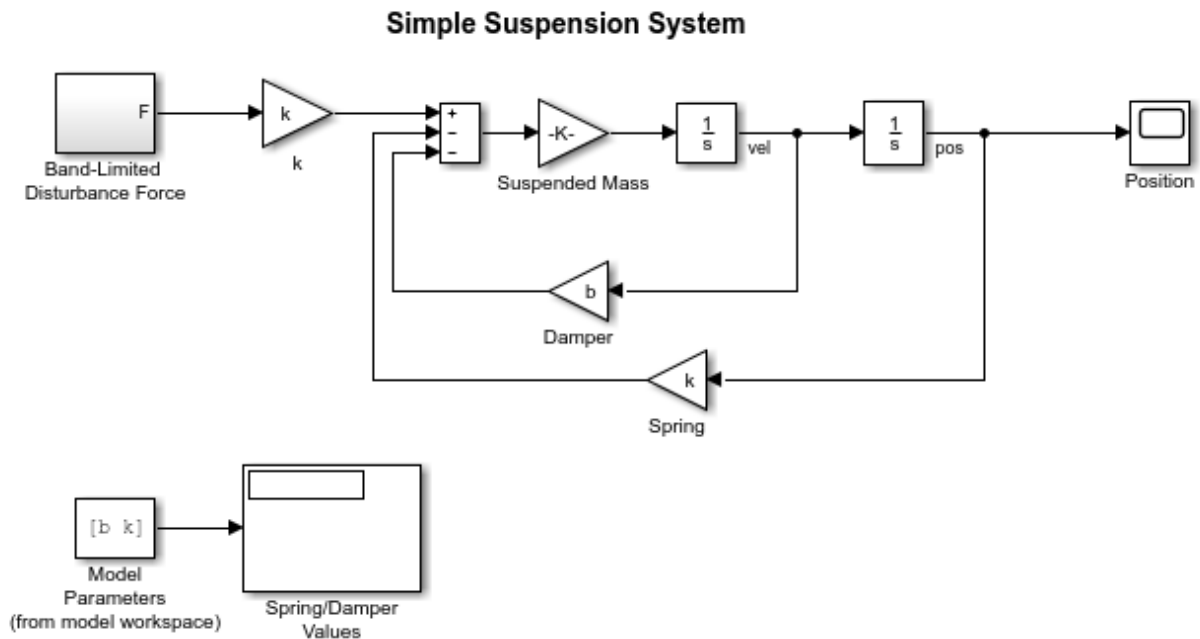 Simple Suspension System
F
Band-Limited
Disturbance Force
k
k
+
−
−
-K-
Suspended Mass
1
s
vel
1
s
pos
Position
b
Damper
k
Spring
[b k]
Model
Parameters
(from model workspace)
Spring/Damper
Values